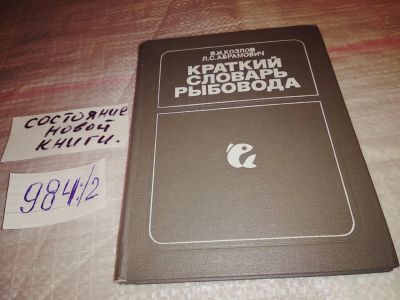 В.И.КОЗЛОВ
Л.С.АБРАМОВИЧ
КРАТКИЙ
СЛОВАРЬ
РЫБОВОДА
СОСТОЯНИЕ
НОВОЙ
КНИГИ.
984:/2